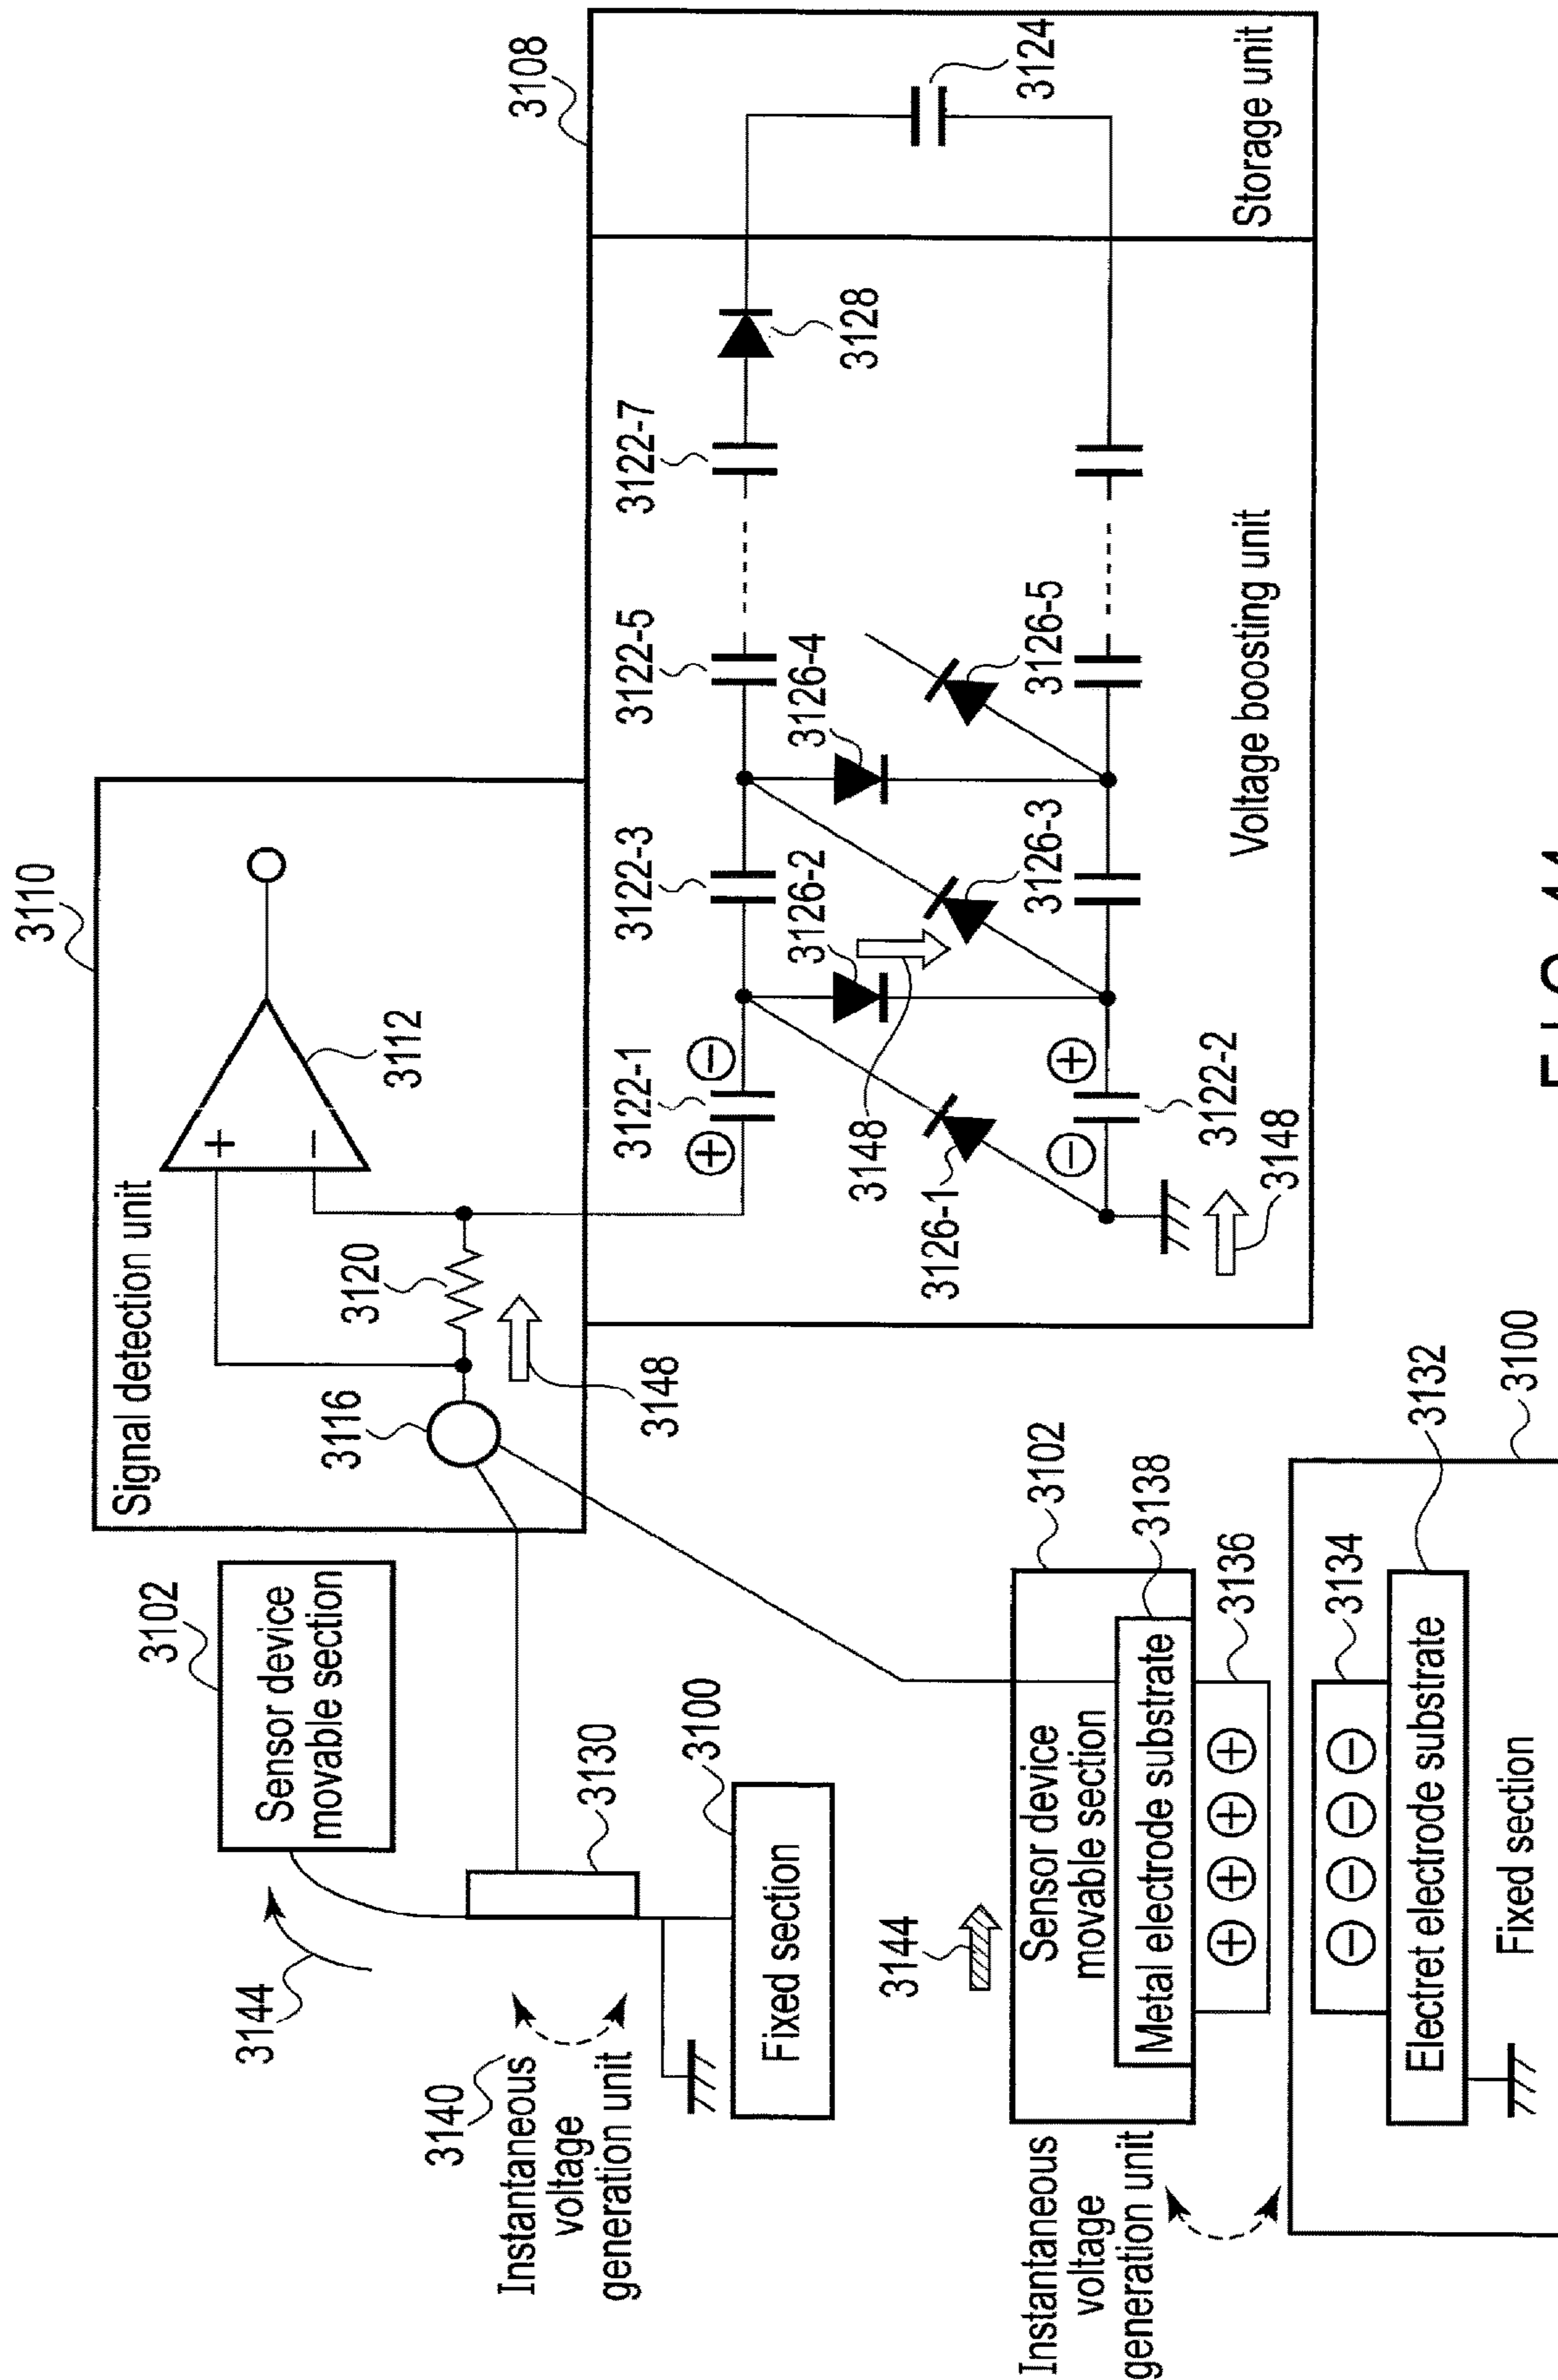 3110
Signal detection unit
+
−
3112
3116
3120
3148
3108
3122-1
3122-3
3122-5
3122-7
3128
3124
+
−
3126-2
3126-4
3148
3126-1
3126-3
3126-5
−
+
3122-2
3148
Voltage boosting unit
Storage unit
3102
Sensor device
movable section
3144
3130
3140
Instantaneous
voltage
generation unit
3100
Fixed section
3144
3102
Sensor device
movable section
Metal electrode substrate
3138
+ + + +
3136
Instantaneous
voltage
generation unit
− − − −
3134
Electret electrode substrate
3132
Fixed section
3100